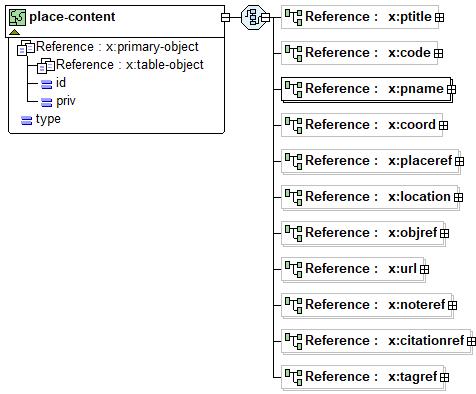 place-content
Reference : x:primary-object
Reference : x:table-object
id
priv
type
Reference : x:ptitle
Reference : x:code
Reference : x:pname
Reference : x:coord
Reference : x:placeref
Reference : x:location
Reference : x:objref
Reference : x:url
Reference : x:noteref
Reference : x:citationref
Reference : x:tagref